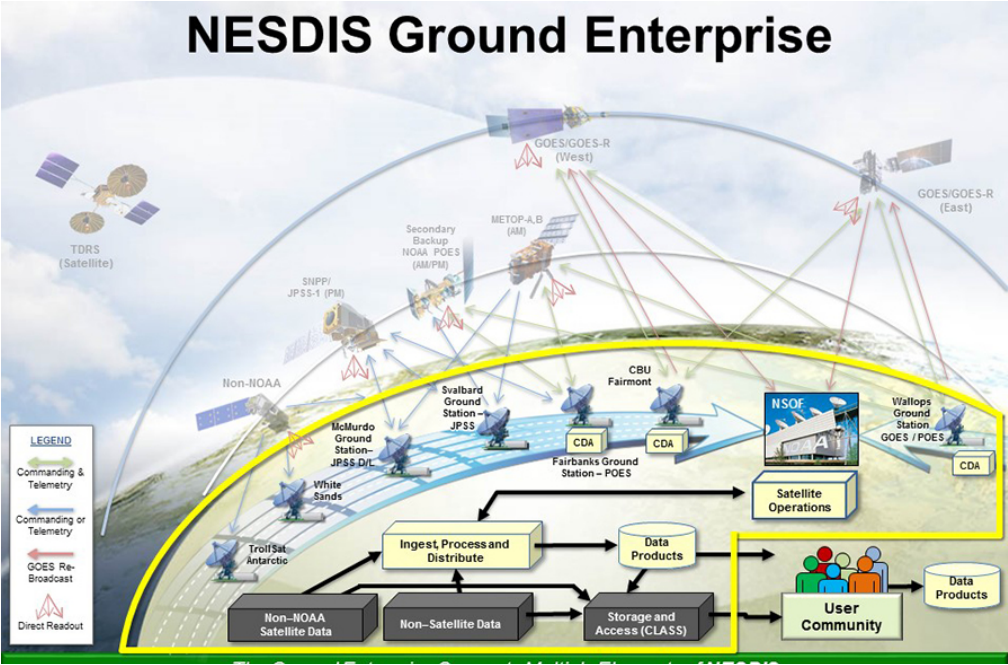 NESDIS Ground Enterprise
GOES/GOES-R
(West)
GOES/GOES-R
(East)
TDRS
(Satellite)
METOP-A,B
(AM)
Secondary
Backup
NOAA POES
(AM/PM)
SNPP/
JPSS-1 (PM)
Non-NOAA
CBU
Fairmont
Svalbard
Ground
Station –
JPSS
McMurdo
Ground
Station–
JPSS D/L
White
Sands
TrollSat
Antarctic
CDA
CDA
Fairbanks Ground
Station – POES
NSOF
Wallops
Ground
Station
GOES / POES
CDA
LEGEND
Commanding &
Telemetry
Commanding or
Telemetry
GOES Re-
Broadcast
Direct Readout
Satellite
Operations
Ingest, Process and
Distribute
Data
Products
Non–NOAA
Satellite Data
Non–Satellite Data
Storage and
Access (CLASS)
User
Community
Data
Products